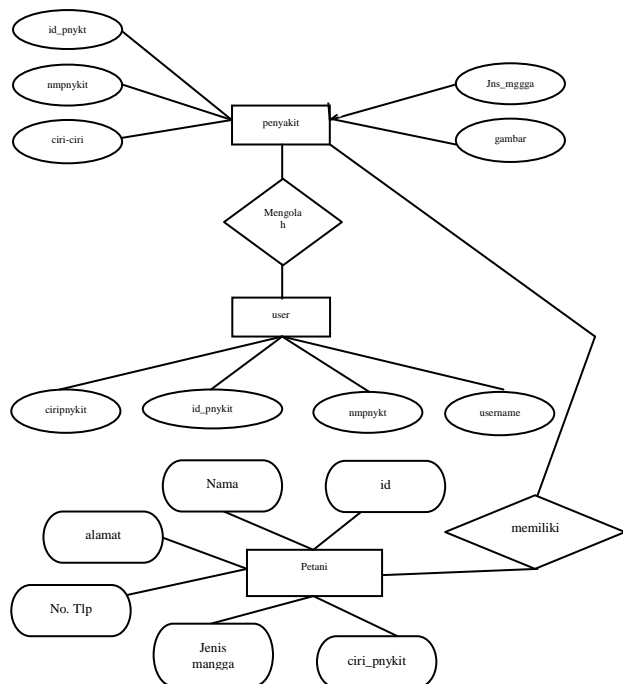 id_pnykt
nmpnykit
ciri-ciri
penyakit
Jns_mggga
gambar
Mengola
h
user
ciripnykit
id_pnykit
nmpnykt
username
Nama
id
alamat
memiliki
Petani
No. Tlp
Jenis
mangga
ciri_pnykit